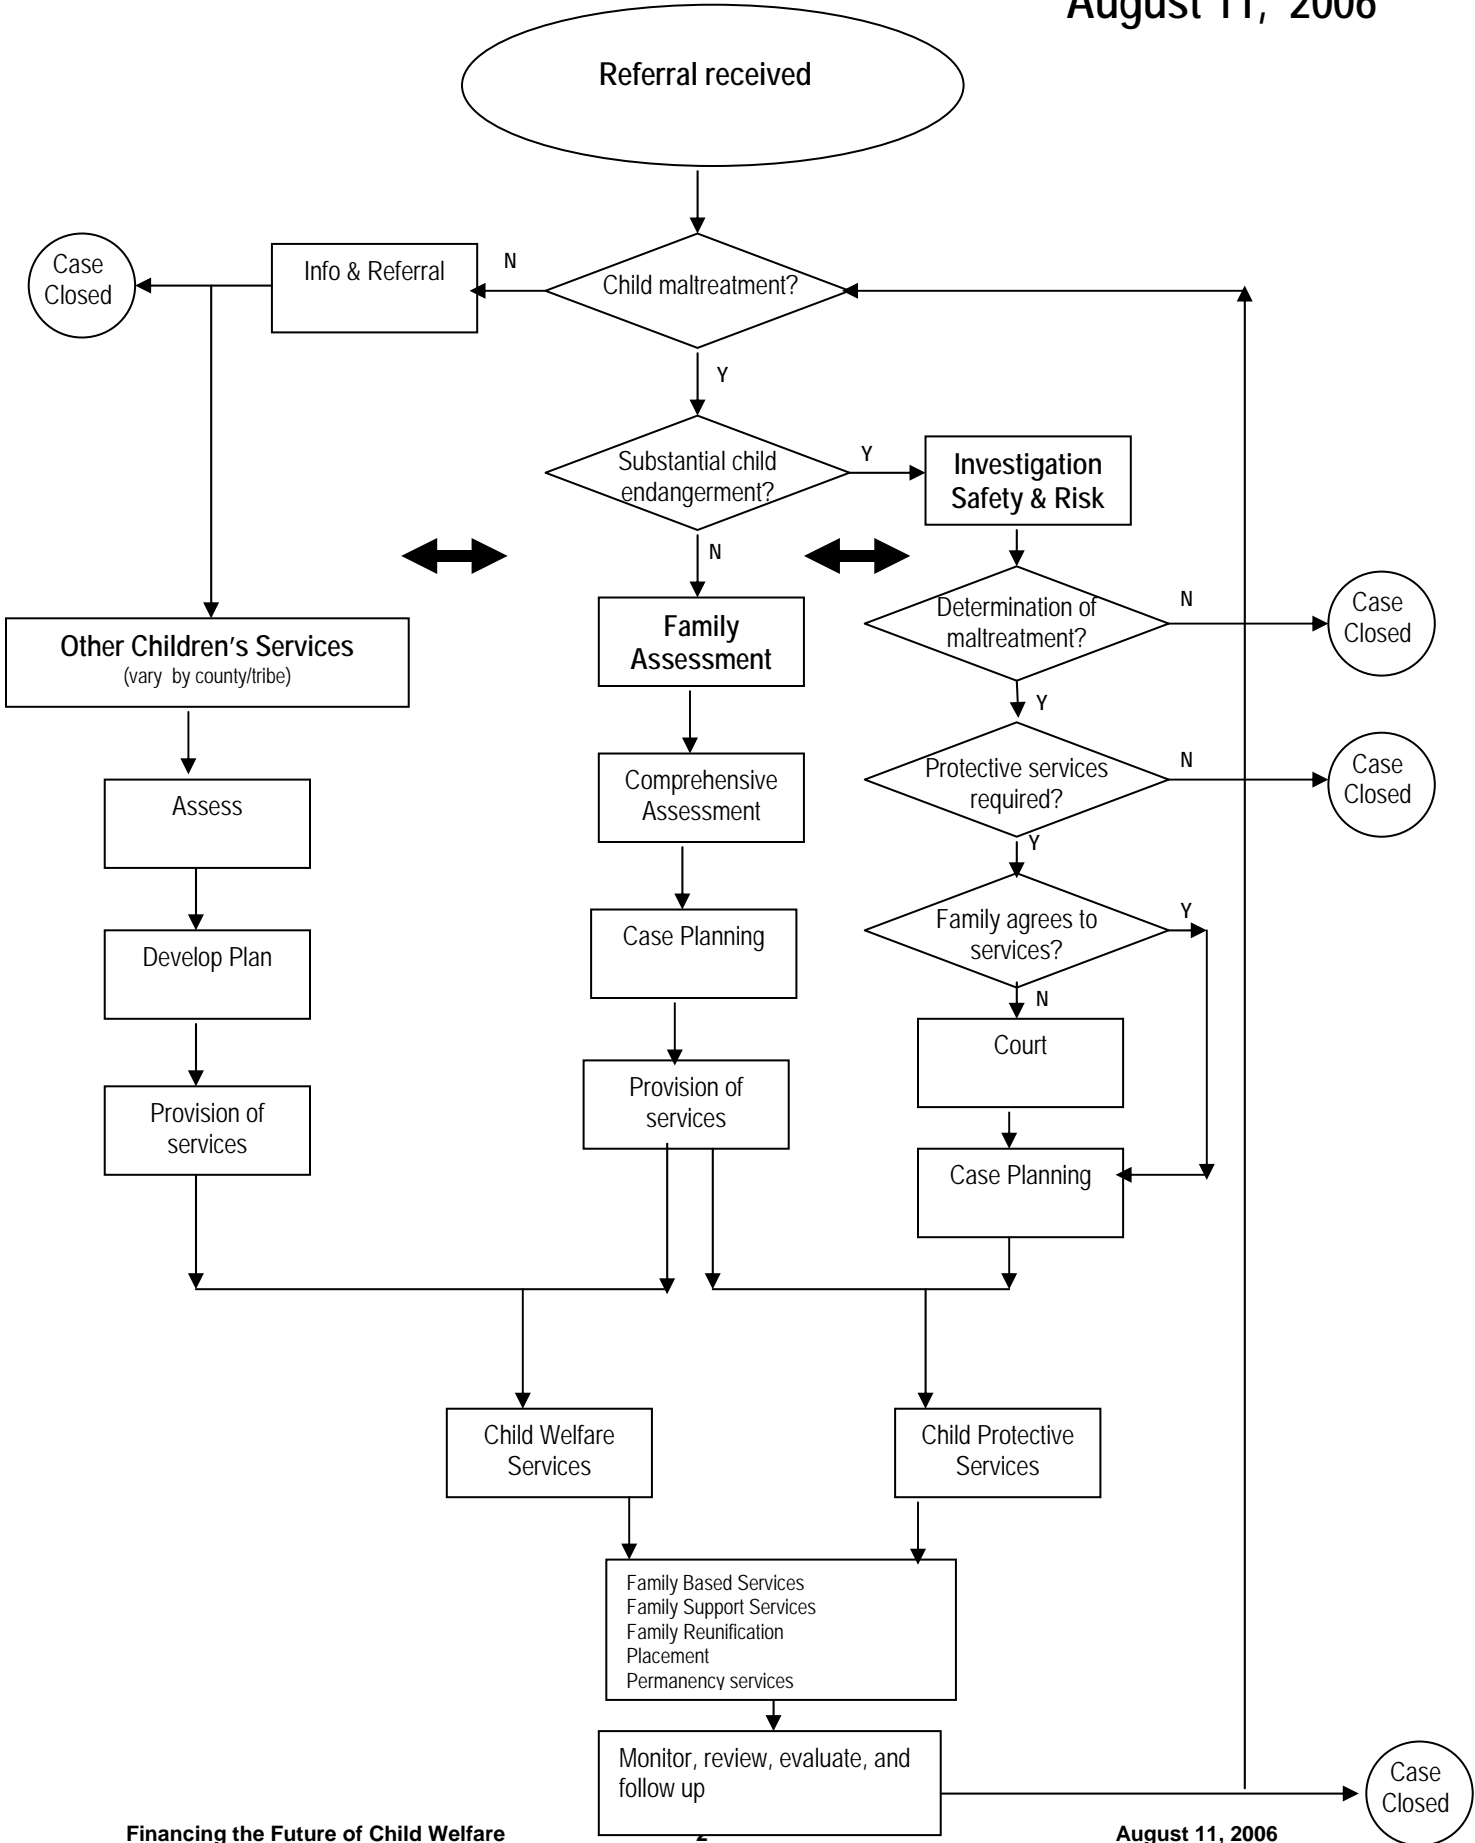 August 11, 2006
Referral received
Case
Closed
Info & Referral
N
Child maltreatment?
Y
Substantial child
endangerment?
Y
Investigation
Safety & Risk
N
Determination of
maltreatment?
N
Case
Closed
Other Children's Services
(vary by county/tribe)
Family
Assessment
Y
Assess
Comprehensive
Assessment
Protective services
required?
N
Case
Closed
Y
Develop Plan
Case Planning
Family agrees to
services?
Y
N
Court
Provision of
services
Provision of
services
Case Planning
Child Welfare
Services
Child Protective
Services
Family Based Services
Family Support Services
Family Reunification
Placement
Permanency services
Monitor, review, evaluate, and
follow up
Case
Closed
Financing the Future of Child Welfare
2
August 11, 2006